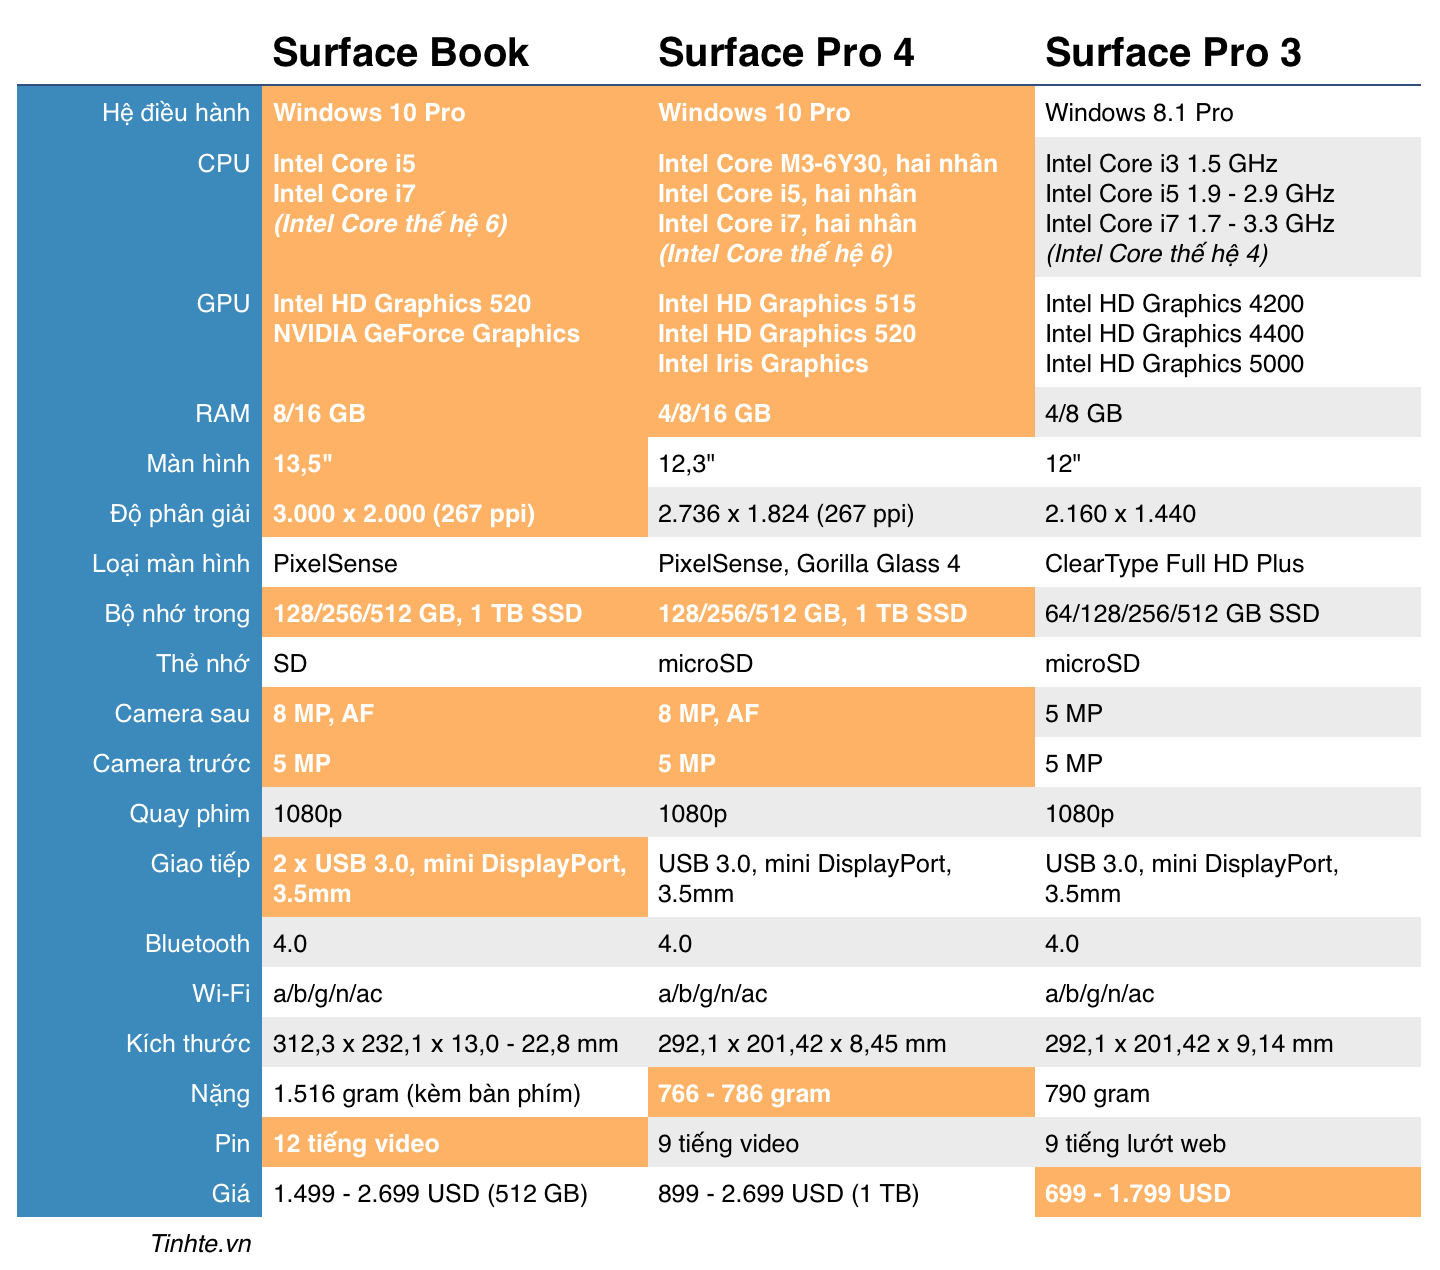 Surface Book Surface Pro 4 Surface Pro 3
Hệ điều hành Windows 10 Pro Windows 10 Pro Windows 8.1 Pro
CPU Intel Core i5 Intel Core M3-6Y30, hai nhân Intel Core i3 1.5 GHz
Intel Core i7 Intel Core i5, hai nhân Intel Core i5 1.9 - 2.9 GHz
(Intel Core thế hệ 6) Intel Core i7, hai nhân Intel Core i7 1.7 - 3.3 GHz
(Intel Core thế hệ 6) (Intel Core thế hệ 4)
GPU Intel HD Graphics 520 Intel HD Graphics 515 Intel HD Graphics 4200
NVIDIA GeForce Graphics Intel HD Graphics 520 Intel HD Graphics 4400
Intel Iris Graphics Intel HD Graphics 5000
RAM 8/16 GB 4/8/16 GB 4/8 GB
Màn hình 13,5" 12,3" 12"
Độ phân giải 3.000 x 2.000 (267 ppi) 2.736 x 1.824 (267 ppi) 2.160 x 1.440
Loại màn hình PixelSense PixelSense, Gorilla Glass 4 ClearType Full HD Plus
Bộ nhớ trong 128/256/512 GB, 1 TB SSD 128/256/512 GB, 1 TB SSD 64/128/256/512 GB SSD
Thẻ nhớ SD microSD microSD
Camera sau 8 MP, AF 8 MP, AF 5 MP
Camera trước 5 MP 5 MP 5 MP
Quay phim 1080p 1080p 1080p
Giao tiếp 2 x USB 3.0, mini DisplayPort, USB 3.0, mini DisplayPort, USB 3.0, mini DisplayPort,
3.5mm 3.5mm 3.5mm
Bluetooth 4.0 4.0 4.0
Wi-Fi a/b/g/n/ac a/b/g/n/ac a/b/g/n/ac
Kích thước 312,3 x 232,1 x 13,0 - 22,8 mm 292,1 x 201,42 x 8,45 mm 292,1 x 201,42 x 9,14 mm
Nặng 1.516 gram (kèm bàn phím) 766 - 786 gram 790 gram
Pin 12 tiếng video 9 tiếng video 9 tiếng lướt web
Giá 1.499 - 2.699 USD (512 GB) 899 - 2.699 USD (1 TB) 699 - 1.799 USD
Tinhte.vn